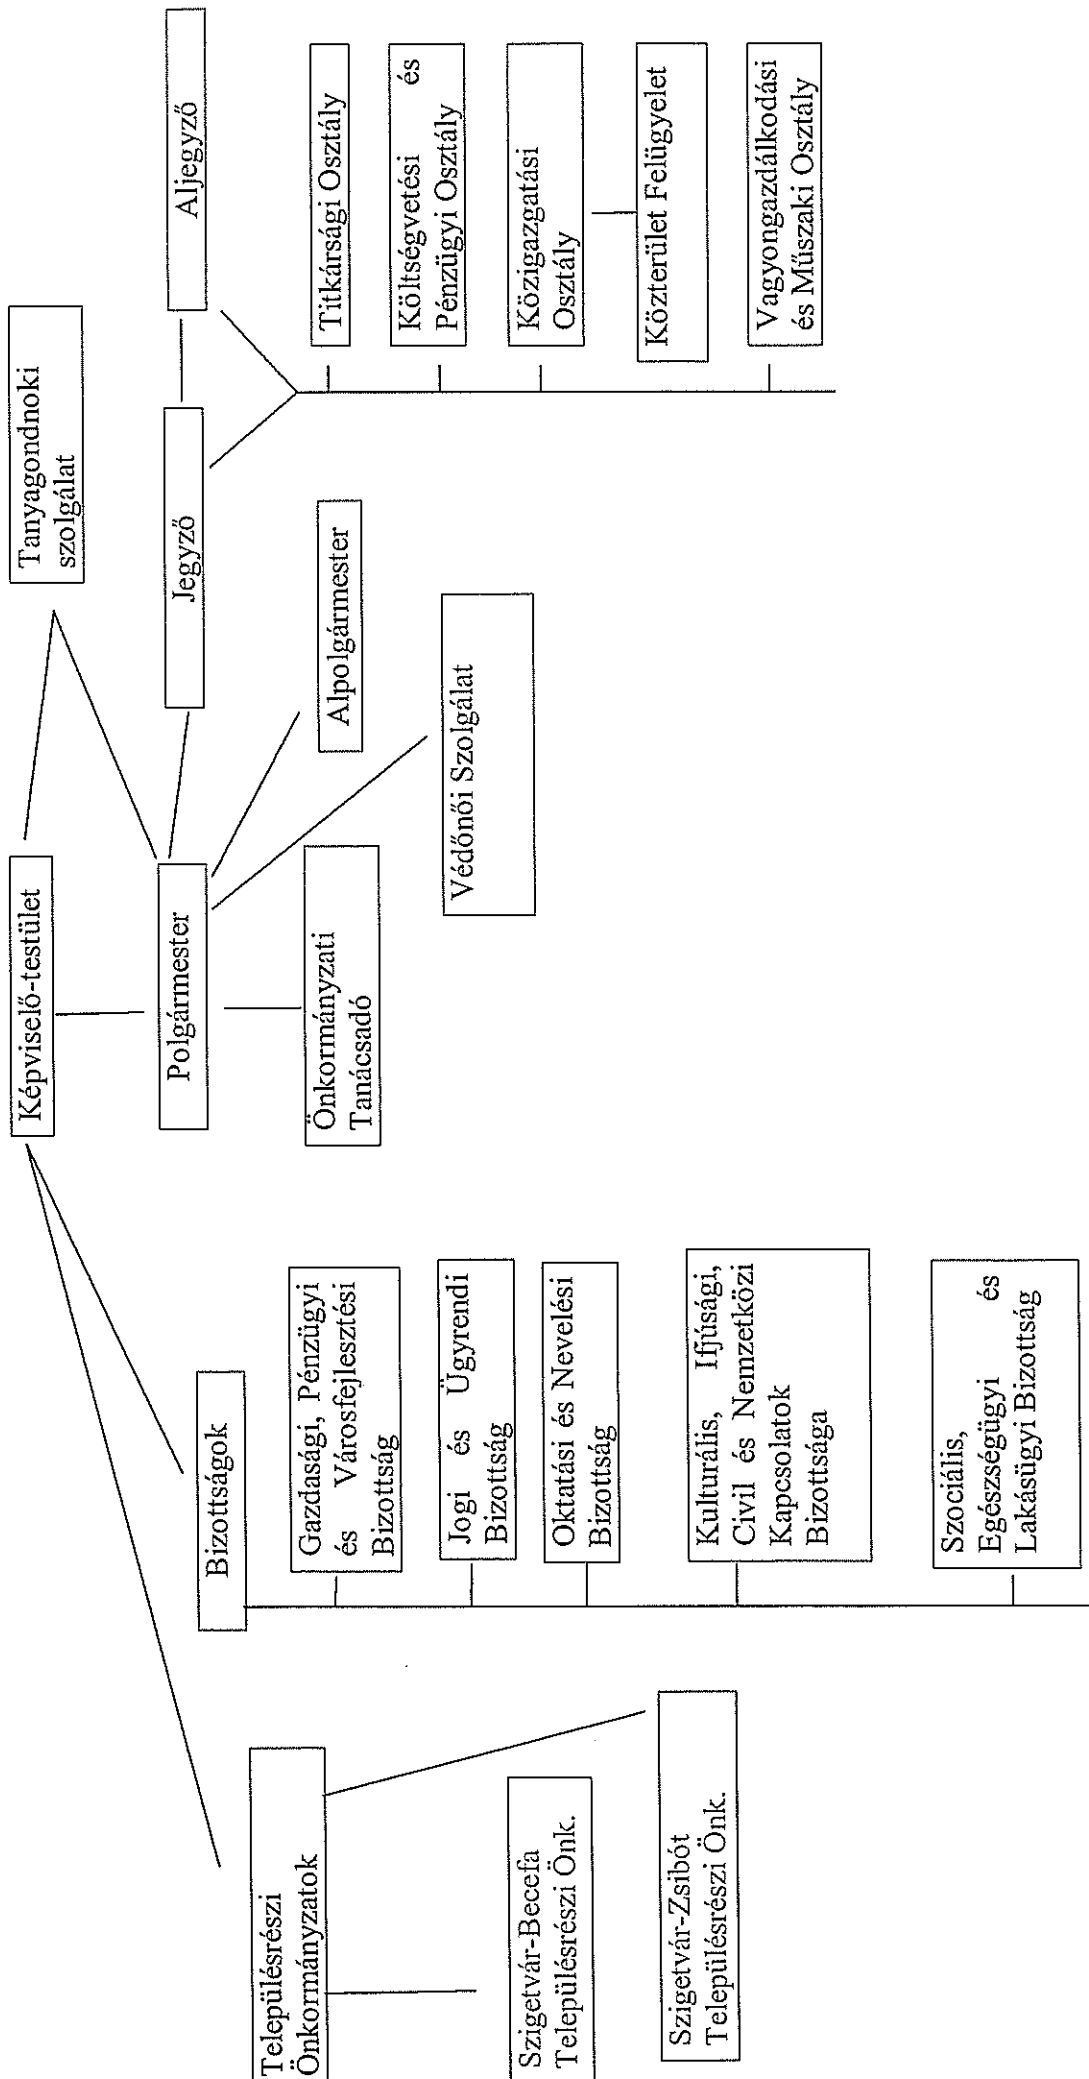 Képviselő-testület
Tanyagondnoki
szolgálat
Polgármester
Jegyző
Aljegyző
Településrészi
Önkormányzatok
Bizottságok
Önkormányzati
Tanácsadó
Alpolgármester
Védőnői Szolgálat
Szigetvár-Becefa
Településrészi Önk.
Szigetvár-Zsibót
Településrészi Önk.
Gazdasági, Pénzügyi
és Városfejlesztési
Bizottság
Jogi és Ügyrendi
Bizottság
Oktatási és Nevelési
Bizottság
Kulturális, Ifjúsági,
Civil és Nemzetközi
Kapcsolatok
Bizottsága
Szociális,
Egészségügyi és
Lakásügyi Bizottság
Titkársági Osztály
Költségvetési és
Pénzügyi Osztály
Közigazgatási
Osztály
Közterület Felügyelet
Vagyongazdálkodási
és Műszaki Osztály